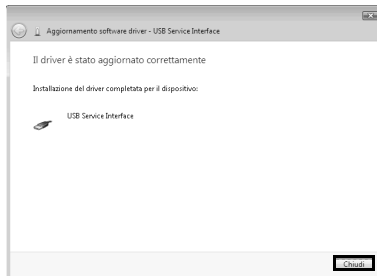 Aggiornamento software driver - USB Service Interface
Il driver è stato aggiornato correttamente
Installazione del driver completata per il dispositivo:
USB Service Interface
Chiudi